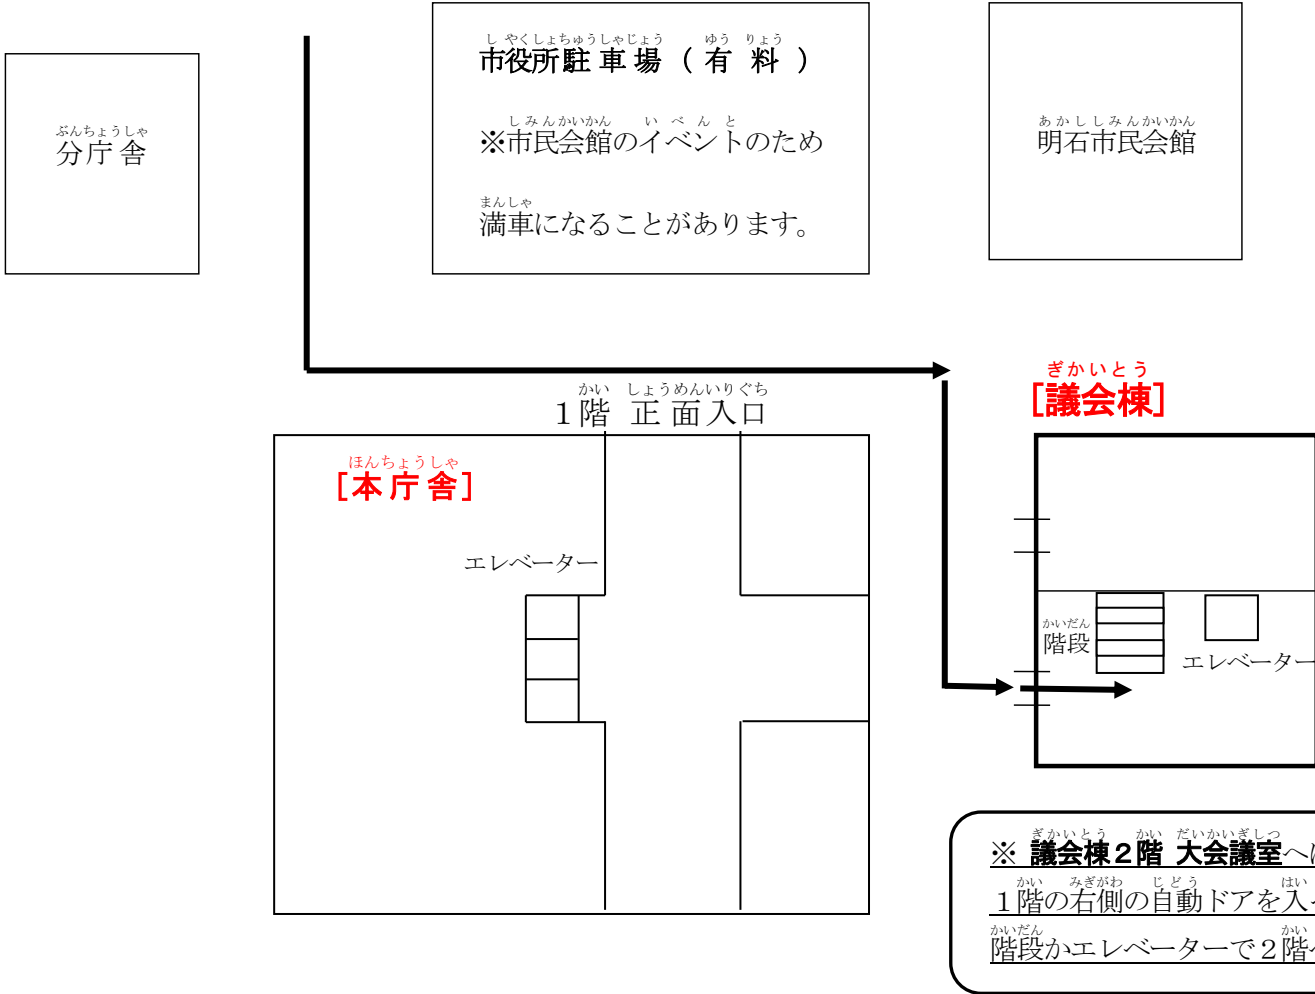 しやくしょちゅうしゃじょう ゆうりょう
市役所駐車場（有料）
ぶんちょうしゃ
分庁舎
しみんかいかん いべんと
※市民会館のイベントのため
あかししみんかいかん
明石市民会館
まんしゃ
満車になることがあります。
かい しょうめんいりぐち
１階 正面入口
ぎかいとう
[議会棟]
ほんちょうしゃ
[本庁舎]
エレベーター
かいだん
階段
エレベーター
ぎかいとう かい だいかいぎしつ
※ 議会棟２階 大会議室へ
かい みぎがわ じどう はい
１階の右側の自動ドアを入
かいだん かい
階段かエレベーターで２階